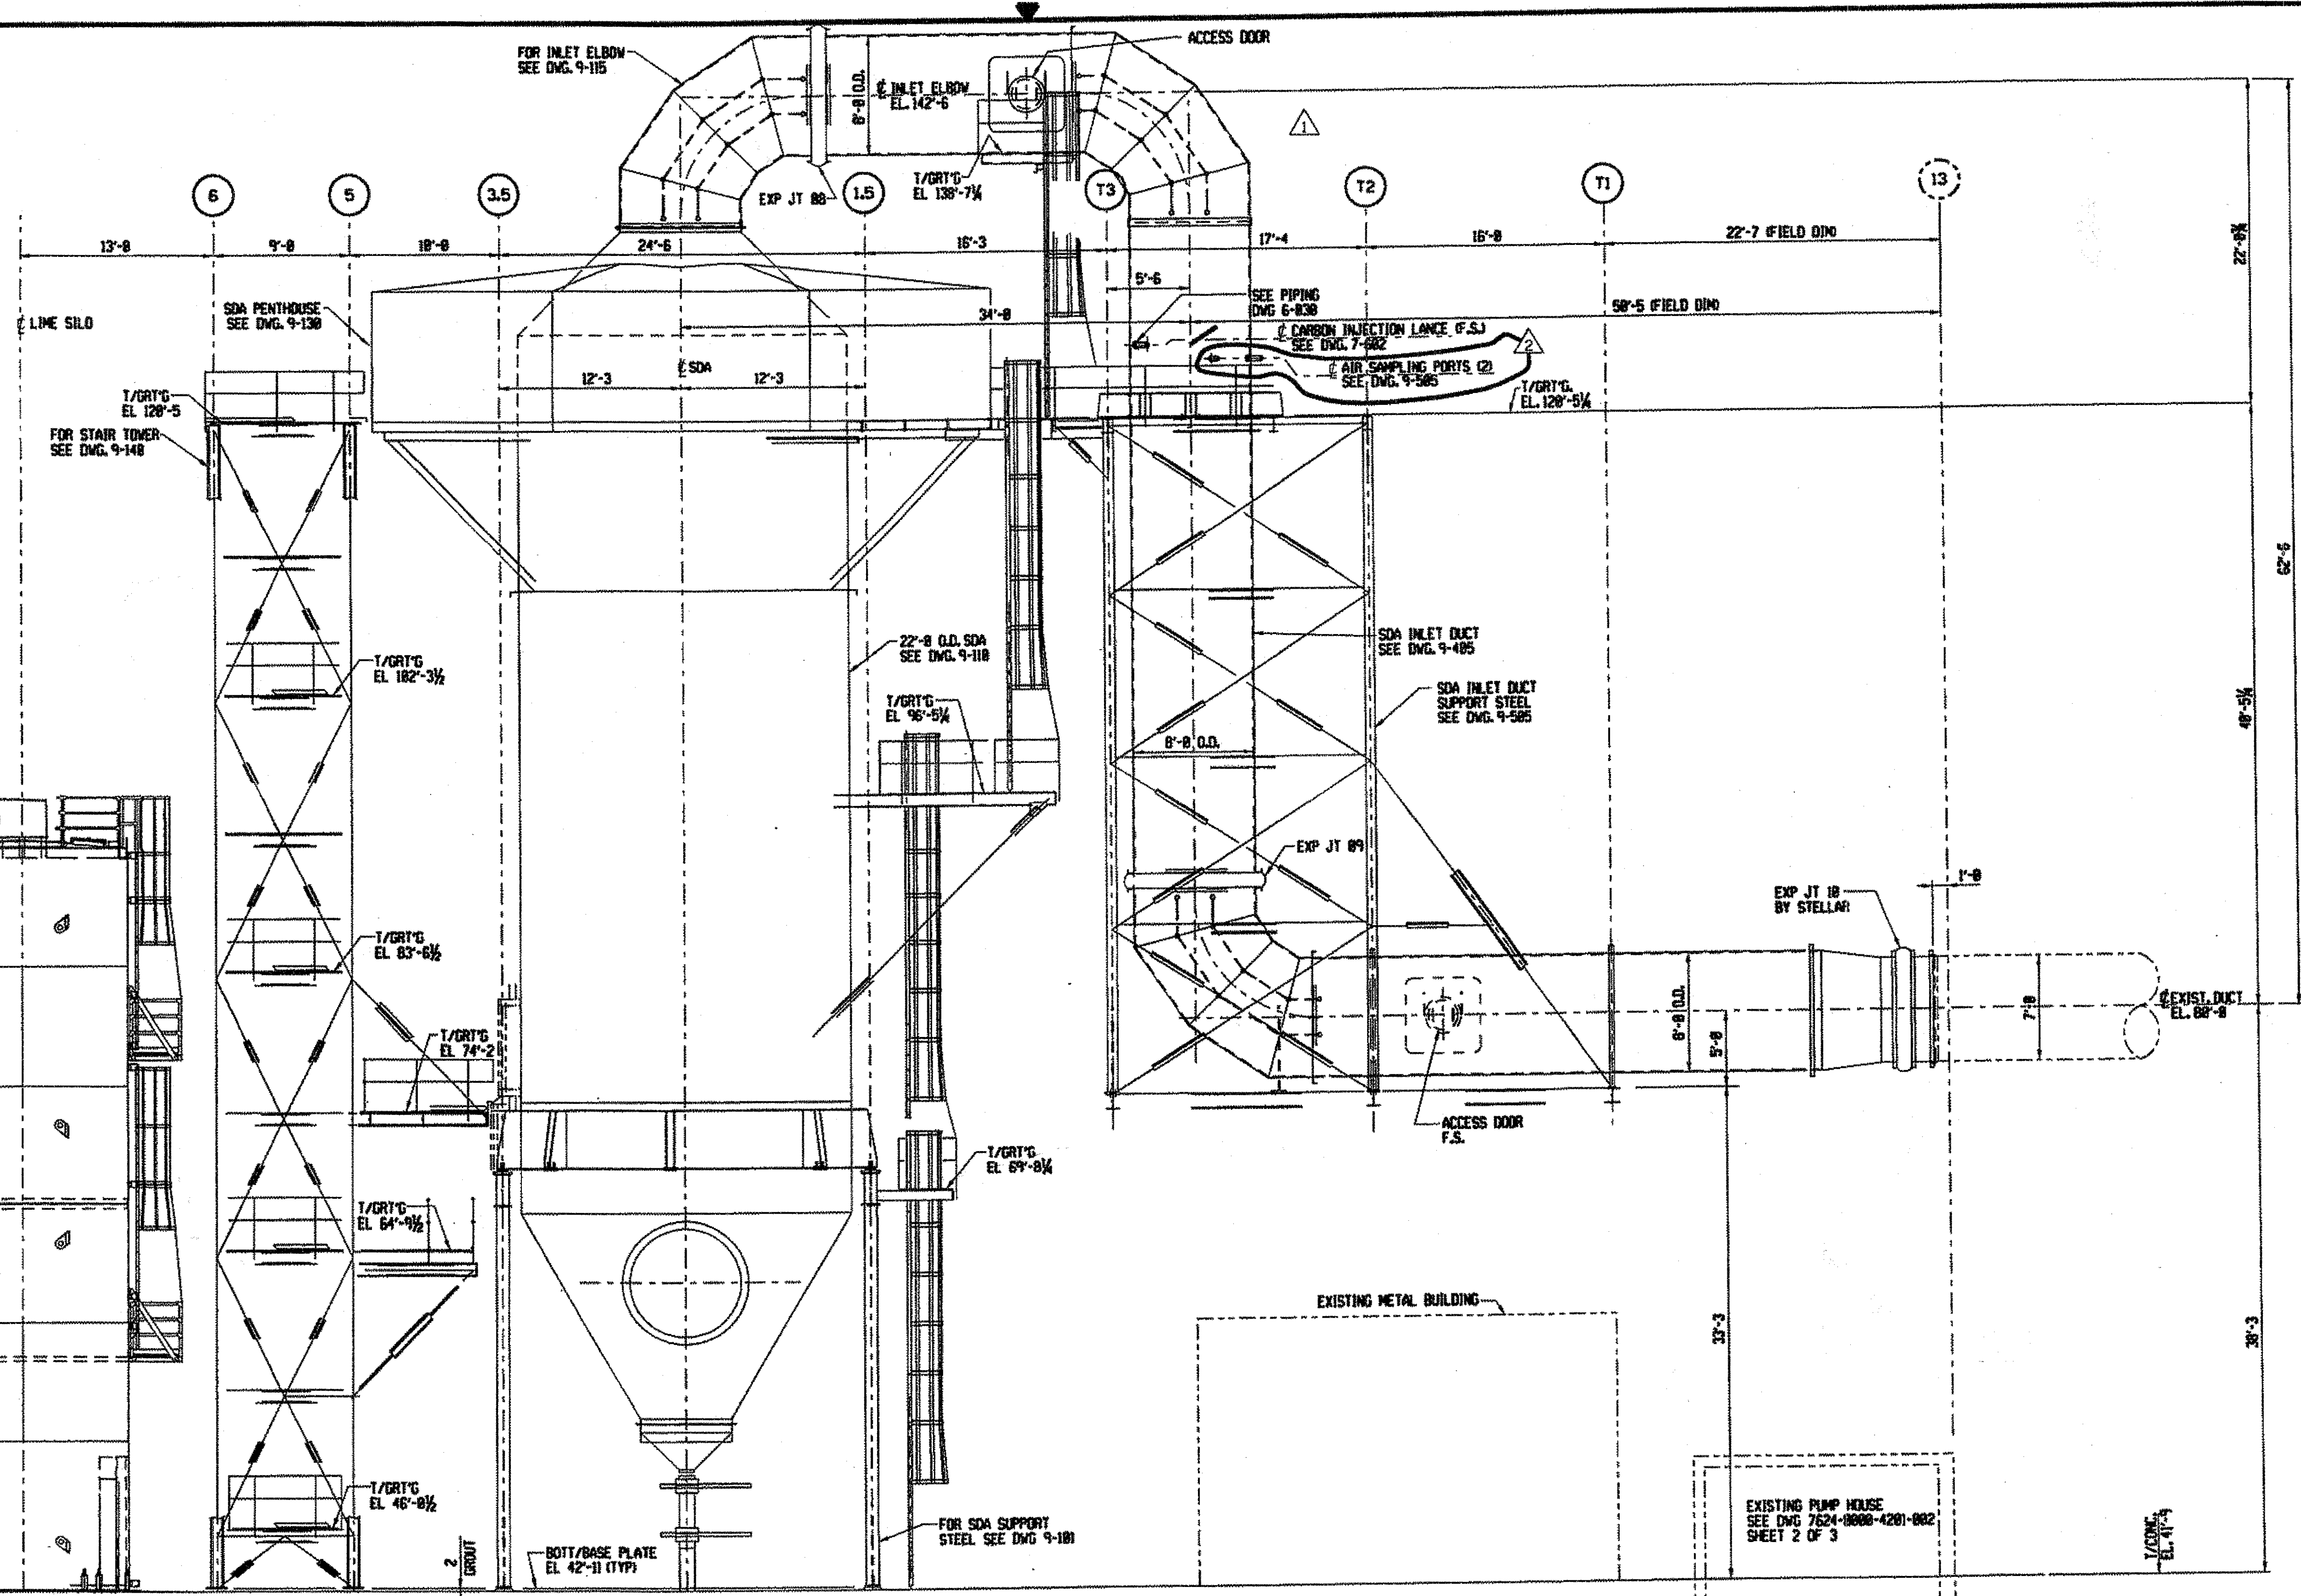 FOR INLET ELBOW
SEE DWG. 9-115
ACCESS DOOR
8'-0 O.D.
℄ INLET ELBOW
EL. 142'-6
1
T/GRT'G
EL 138'-7¼
EXP JT 08
6
5
3.5
1.5
T3
T2
T1
13
13'-0
9'-0
10'-0
24'-6
16'-3
17'-4
16'-0
22'-7 (FIELD DIM)
5'-6
34'-0
50'-5 (FIELD DIM)
℄ LIME SILO
SDA PENTHOUSE
SEE DWG. 9-130
SEE PIPING
DWG 6-030
℄ CARBON INJECTION LANCE (F.S.)
SEE DWG. 7-602
2
℄ AIR SAMPLING PORTS (2)
SEE DWG. 9-505
℄ SDA
12'-3
12'-3
T/GRT'G.
EL. 120'-5¼
T/GRT'G
EL 120'-5
FOR STAIR TOWER
SEE DWG. 9-140
62'-6
40'-5¼
22'-0 O.D. SDA
SEE DWG. 9-110
SDA INLET DUCT
SEE DWG. 9-405
T/GRT'G
EL 102'-3½
SDA INLET DUCT
SUPPORT STEEL
SEE DWG. 9-505
T/GRT'G
EL 96'-5¼
8'-0 O.D.
EXP JT 09
EXP JT 10
BY STELLAR
1'-0
T/GRT'G
EL 83'-6½
8'-0 O.D.
5'-0
7'-0
℄ EXIST. DUCT
EL. 80'-0
T/GRT'G
EL 74'-2
ACCESS DOOR
F.S.
T/GRT'G
EL 69'-8¼
T/GRT'G
EL 64'-9½
EXISTING METAL BUILDING
33'-3
38'-3
T/GRT'G
EL 46'-0½
2
GROUT
BOTT/BASE PLATE
EL 42'-11 (TYP)
FOR SDA SUPPORT
STEEL SEE DWG 9-101
EXISTING PUMP HOUSE
SEE DWG 7624-0000-4201-002
SHEET 2 OF 3
T/CONC.
EL. 41'-9